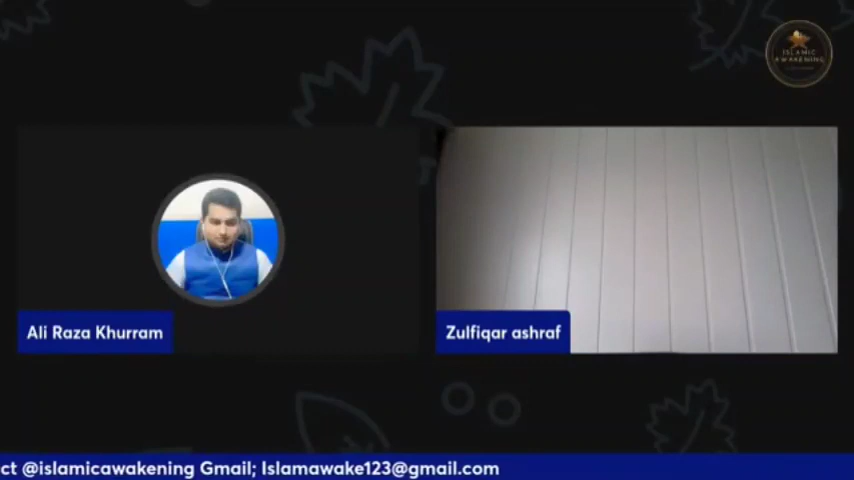 ISLAMIC
AWAKENING
Ali Raza Khurram
Zulfiqar ashraf
ct @islamicawakening Gmail; Islamawake123@gmail.com